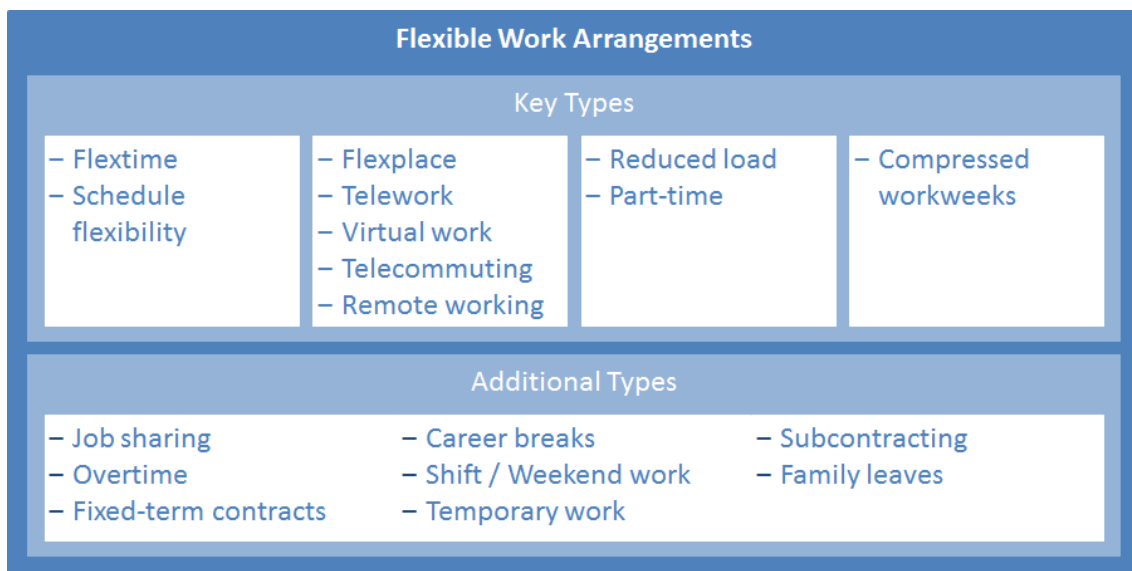 Flexible Work Arrangements
Key Types
– Flextime
– Schedule
flexibility
– Flexplace
– Telework
– Virtual work
– Telecommuting
– Remote working
– Reduced load
– Part-time
– Compressed
workweeks
Additional Types
– Job sharing
– Overtime
– Fixed-term contracts
– Career breaks
– Shift / Weekend work
– Temporary work
– Subcontracting
– Family leaves